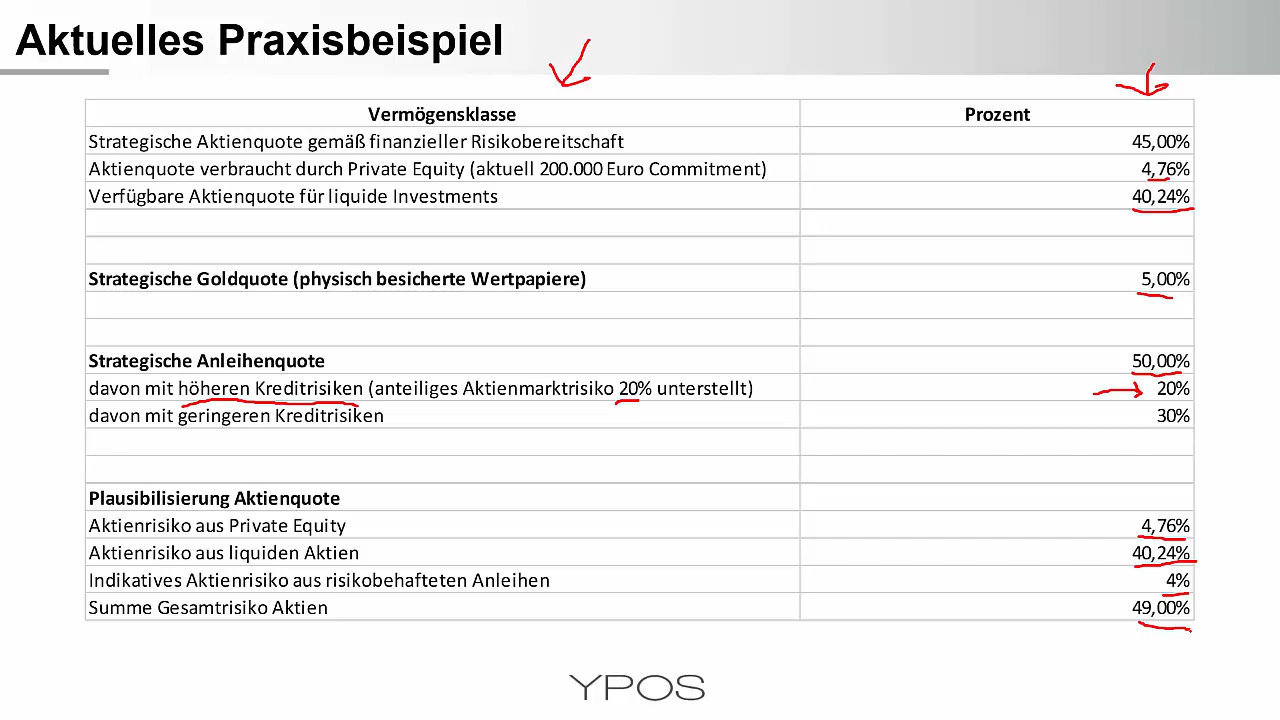 Aktuelles Praxisbeispiel
Vermögensklasse Prozent
Strategische Aktienquote gemäß finanzieller Risikobereitschaft 45,00%
Aktienquote verbraucht durch Private Equity (aktuell 200.000 Euro Commitment) 4,76%
Verfügbare Aktienquote für liquide Investments 40,24%
Strategische Goldquote (physisch besicherte Wertpapiere) 5,00%
Strategische Anleihenquote 50,00%
davon mit höheren Kreditrisiken (anteiliges Aktienmarktrisiko 20% unterstellt) 20%
davon mit geringeren Kreditrisiken 30%
Plausibilisierung Aktienquote
Aktienrisiko aus Private Equity 4,76%
Aktienrisiko aus liquiden Aktien 40,24%
Indikatives Aktienrisiko aus risikobehafteten Anleihen 4%
Summe Gesamtrisiko Aktien 49,00%
YPOS